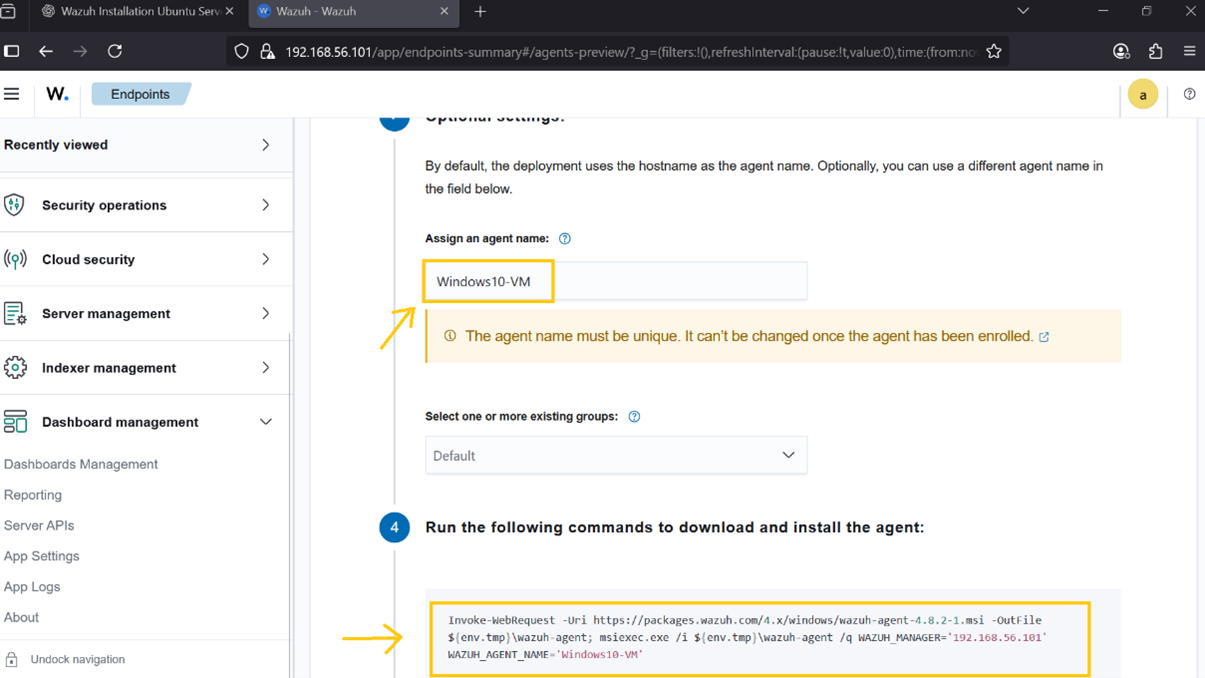 Wazuh Installation Ubuntu Serv
Wazuh - Wazuh
192.168.56.101/app/endpoints-summary#/agents-preview/?_g=(filters:!(),refreshInterval:(pause:!t,value:0),time:(from:no
W.
Endpoints
a
Recently viewed
Security operations
Cloud security
Server management
Indexer management
Dashboard management
Dashboards Management
Reporting
Server APIs
App Settings
App Logs
About
Undock navigation
Optional settings:
By default, the deployment uses the hostname as the agent name. Optionally, you can use a different agent name in
the field below.
Assign an agent name:
Windows10-VM
The agent name must be unique. It can't be changed once the agent has been enrolled.
Select one or more existing groups:
Default
4
Run the following commands to download and install the agent:
Invoke-WebRequest -Uri https://packages.wazuh.com/4.x/windows/wazuh-agent-4.8.2-1.msi -OutFile
${env.tmp}\wazuh-agent; msiexec.exe /i ${env.tmp}\wazuh-agent /q WAZUH_MANAGER='192.168.56.101'
WAZUH_AGENT_NAME='Windows10-VM'